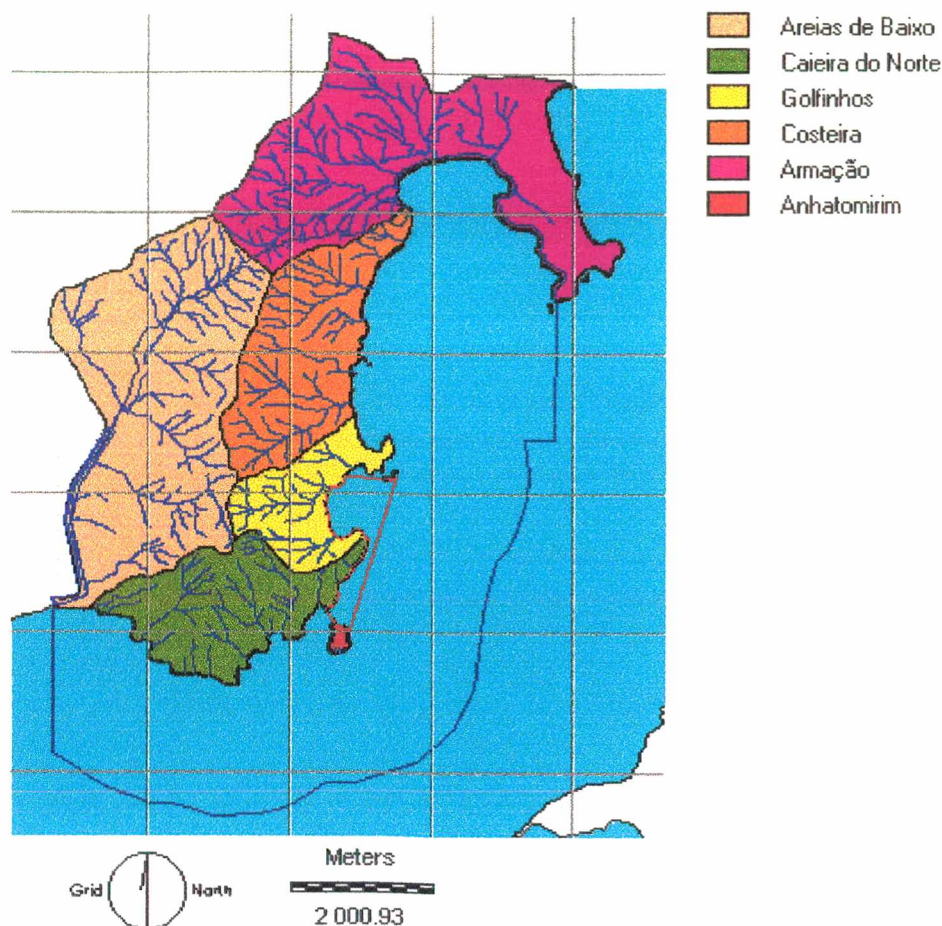 Areias de Baixo
Caieira do Norte
Golfinhos
Costeira
Armação
Anhatomirim
Grid North
Meters
2 000.93